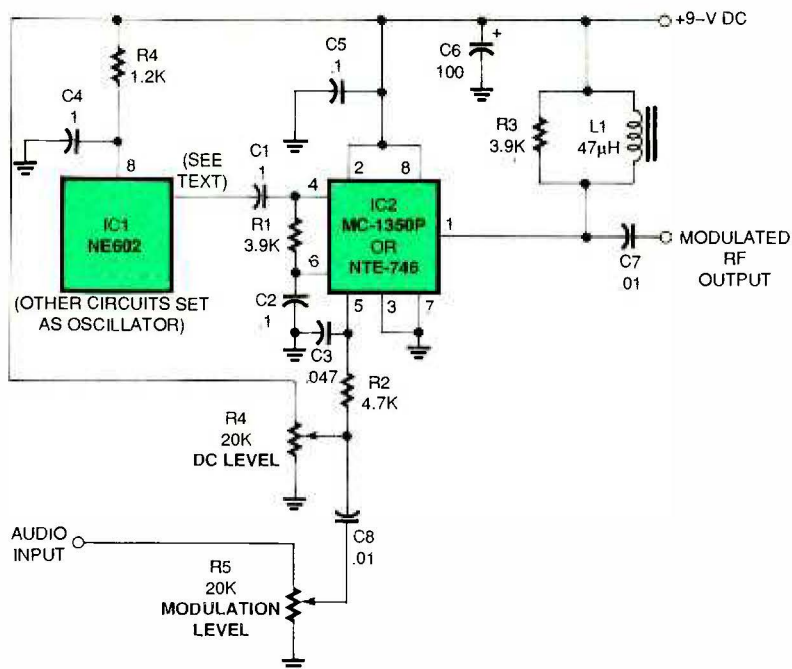 +9-V DC
R4
1.2K
C5
.1
C6
+
100
C4
1
R3
3.9K
L1
47µH
8
(SEE
TEXT)
C1
1
4
2
8
IC1
NE602
R1
3.9K
IC2
MC-1350P
OR
NTE-746
1
MODULATED
RF
OUTPUT
C7
01
6
(OTHER CIRCUITS SET
AS OSCILLATOR)
C2
1
5
3
7
C3
.047
R2
4.7K
R4
20K
DC LEVEL
AUDIO
INPUT
C8
.01
R5
20K
MODULATION
LEVEL